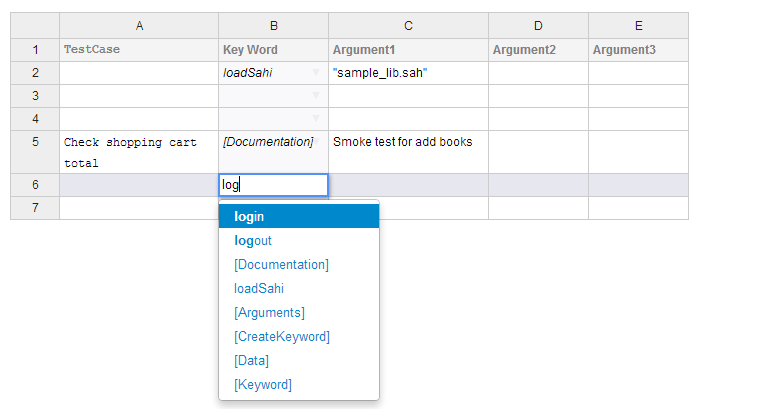 A B C D E
1 TestCase Key Word Argument1 Argument2 Argument3
2 loadSahi "sample_lib.sah"
3
4
5 Check shopping cart [Documentation] Smoke test for add books
total
6 log
7
login
logout
[Documentation]
loadSahi
[Arguments]
[CreateKeyword]
[Data]
[Keyword]